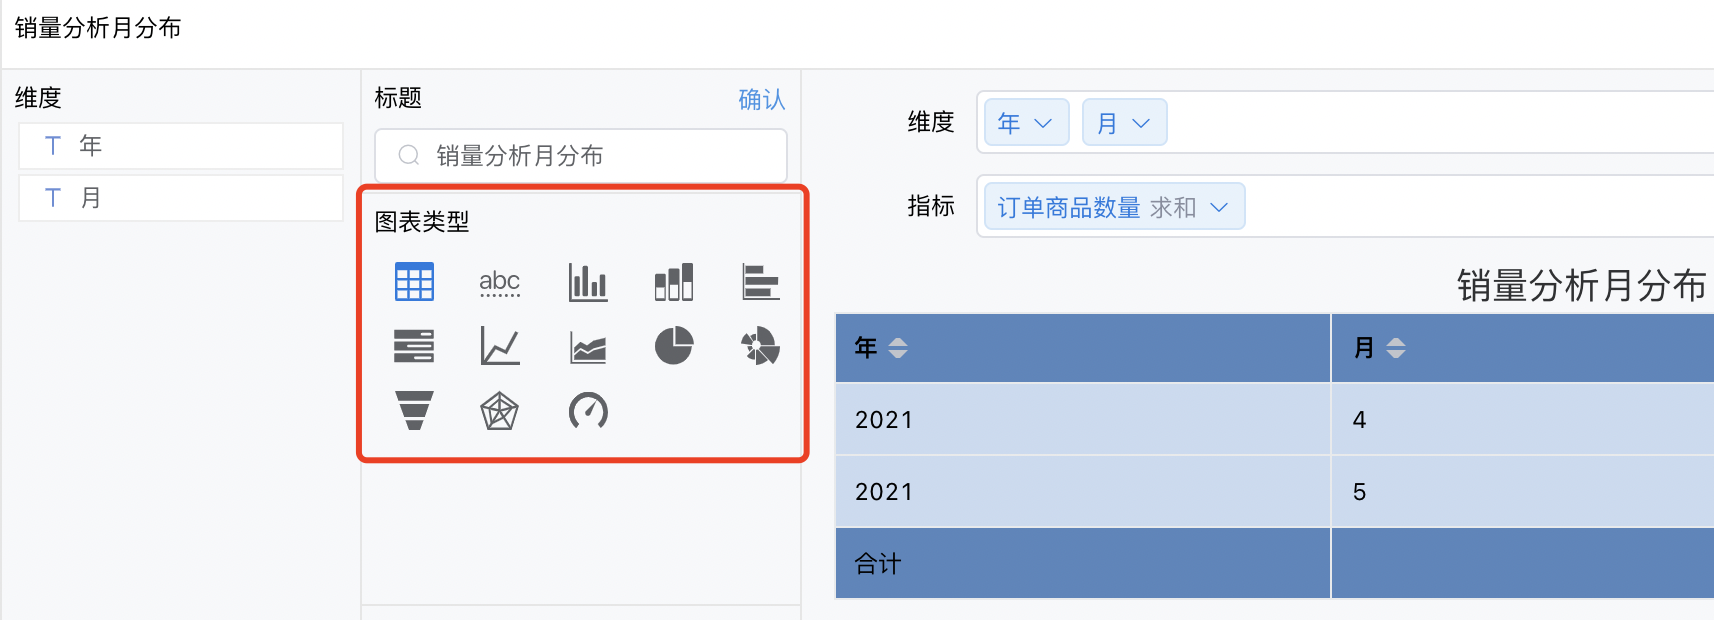 销量分析月分布
维度
年
月
标题 确认
销量分析月分布
图表类型
abc
维度 年 月
指标 订单商品数量 求和
销量分析月分布
年 月
2021 4
2021 5
合计